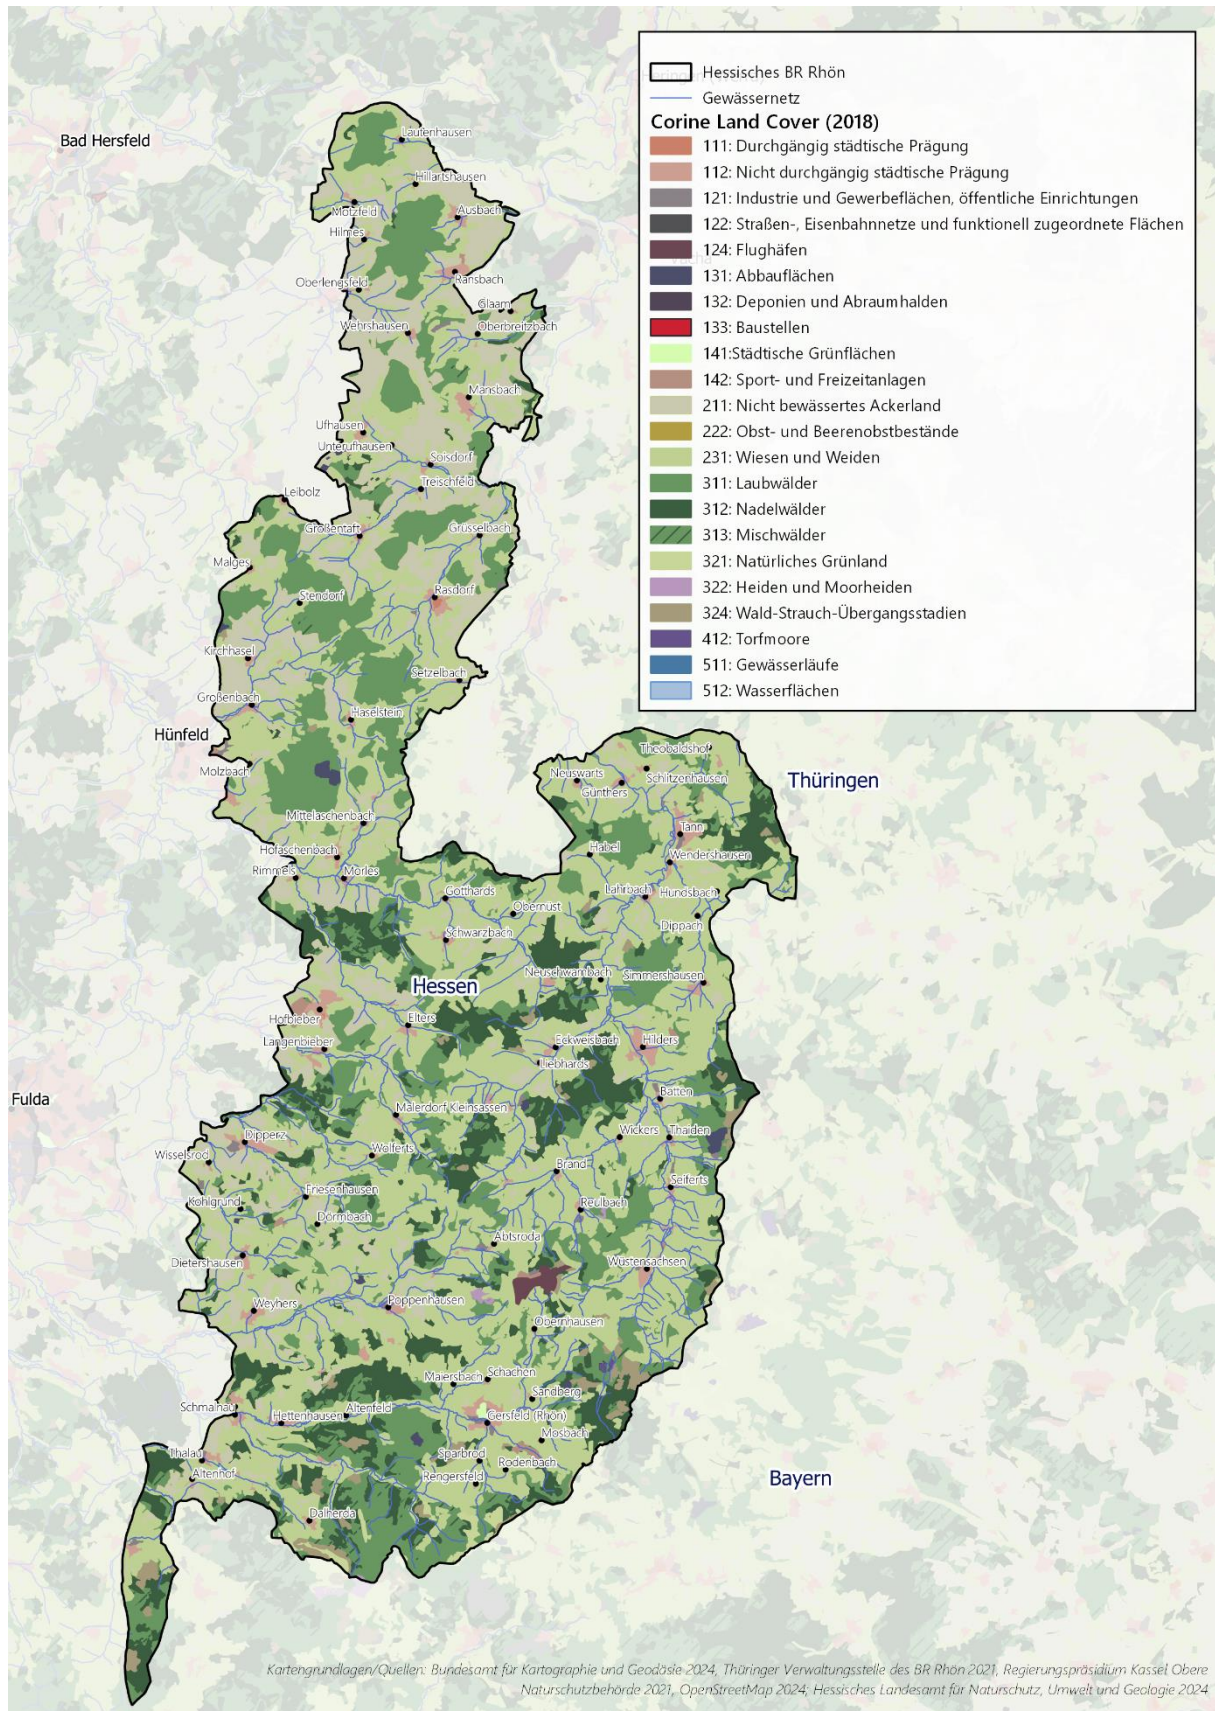 Hessisches BR Rhön
Gewässernetz
Corine Land Cover (2018)
111: Durchgängig städtische Prägung
112: Nicht durchgängig städtische Prägung
121: Industrie und Gewerbeflächen, öffentliche Einrichtungen
122: Straßen-, Eisenbahnnetze und funktionell zugeordnete Flächen
124: Flughäfen
131: Abbauflächen
132: Deponien und Abraumhalden
133: Baustellen
141:Städtische Grünflächen
142: Sport- und Freizeitanlagen
211: Nicht bewässertes Ackerland
222: Obst- und Beerenobstbestände
231: Wiesen und Weiden
311: Laubwälder
312: Nadelwälder
313: Mischwälder
321: Natürliches Grünland
322: Heiden und Moorheiden
324: Wald-Strauch-Übergangsstadien
412: Torfmoore
511: Gewässerläufe
512: Wasserflächen
Bad Hersfeld
Lautenhausen
Hillartshausen
Motzfeld
Ausbach
Hilmes
Ransbach
Oberlengsfeld
Glaam
Wehrshausen
Oberbreitzbach
Mansbach
Ufhausen
Unterufhausen
Soisdorf
Treischfeld
Leibolz
Großentaft
Grüsselbach
Malges
Stendorf
Rasdorf
Kirchhasel
Setzelbach
Großenbach
Haselstein
Hünfeld
Molzbach
Theobaldshof
Neuswarts
Schlitzenhausen
Günthers
Thüringen
Mittelaschenbach
Tann
Hofaschenbach
Habel
Wendershausen
Rimmels
Morles
Gotthards
Lahrbach
Hundsbach
Obernüst
Dippach
Schwarzbach
Hessen
Neuschwambach
Simmershausen
Hofbieber
Elters
Langenbieber
Eckweisbach
Hilders
Liebhards
Fulda
Batten
Malerdorf Kleinsassen
Dipperz
Wickers
Thaiden
Wisselsrod
Wolferts
Brand
Seiferts
Friesenhausen
Kohlgrund
Reulbach
Dörmbach
Abtsroda
Dietershausen
Wüstensachsen
Weyhers
Poppenhausen
Obernhausen
Maiersbach
Schachen
Sandberg
Schmalnau
Hettenhausen
Altenfeld
Gersfeld (Rhön)
Mosbach
Thalau
Sparbrod
Rodenbach
Altenhof
Rengersfeld
Bayern
Dalherda
Kartengrundlagen/Quellen: Bundesamt für Kartographie und Geodäsie 2024, Thüringer Verwaltungsstelle des BR Rhön 2021, Regierungspräsidium Kassel Obere
Naturschutzbehörde 2021, OpenStreetMap 2024; Hessisches Landesamt für Naturschutz, Umwelt und Geologie 2024